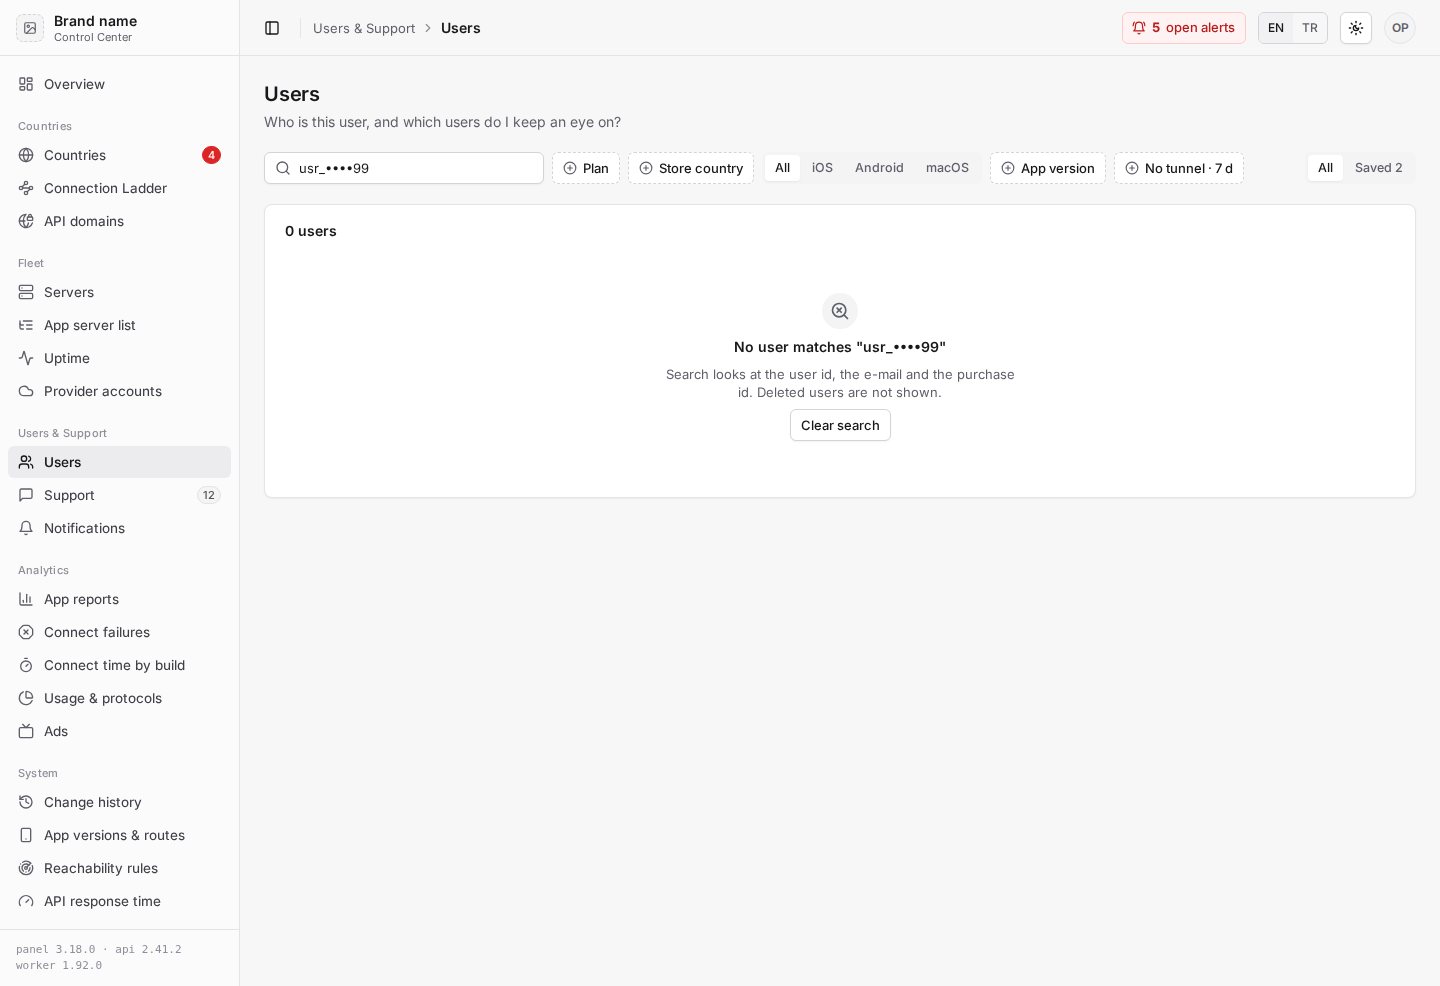 Brand name
Control Center
Overview
Countries
Countries 4
Connection Ladder
API domains
Fleet
Servers
App server list
Uptime
Provider accounts
Users & Support
Users
Support 12
Notifications
Analytics
App reports
Connect failures
Connect time by build
Usage & protocols
Ads
System
Change history
App versions & routes
Reachability rules
API response time
panel 3.18.0 · api 2.41.2
worker 1.92.0
Users & Support > Users
5 open alerts
EN TR
OP
Users
Who is this user, and which users do I keep an eye on?
usr_••••99
Plan
Store country
All iOS Android macOS
App version
No tunnel · 7 d
All Saved 2
0 users
No user matches "usr_••••99"
Search looks at the user id, the e-mail and the purchase
id. Deleted users are not shown.
Clear search